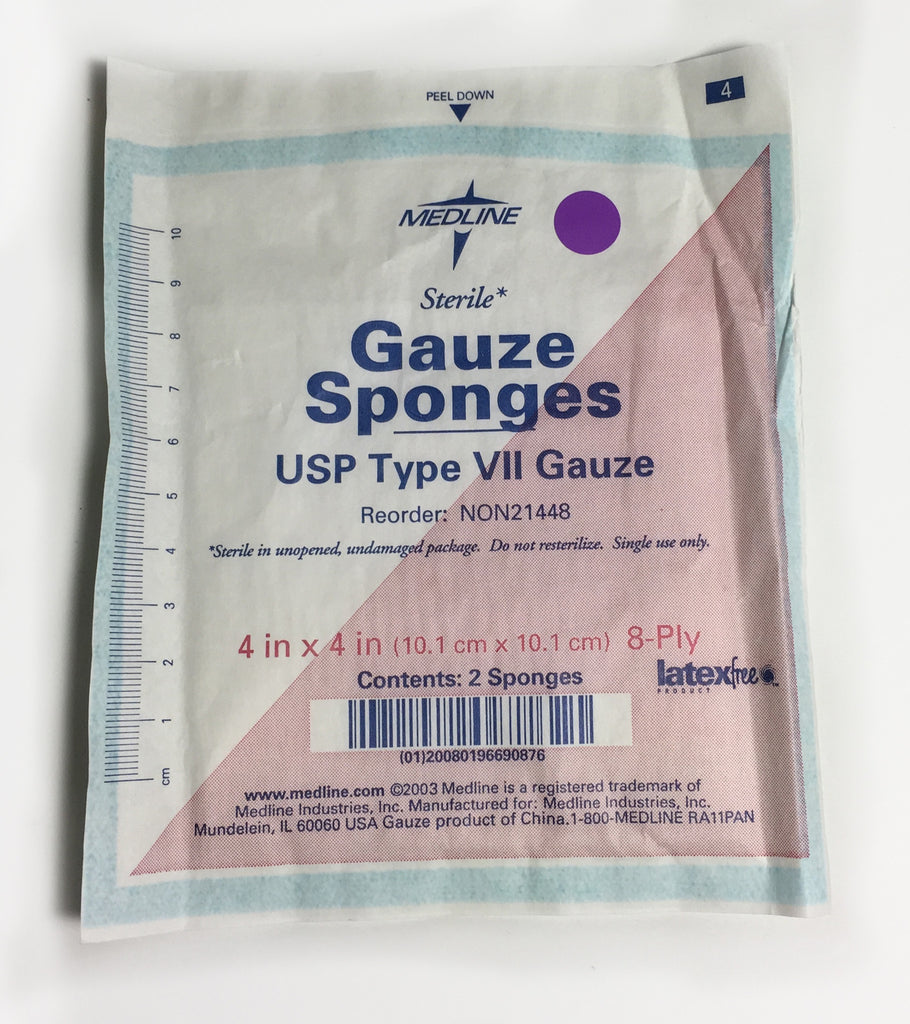 PEEL DOWN
4
MEDLINE
Sterile*
Gauze
Sponges
USP Type VII Gauze
Reorder: NON21448
*Sterile in unopened, undamaged package. Do not resterilize. Single use only.
4 in x 4 in (10.1 cm x 10.1 cm) 8-Ply
Contents: 2 Sponges
latexfree
PRODUCT
(01)20080196690876
www.medline.com ©2003 Medline is a registered trademark of
Medline Industries, Inc. Manufactured for: Medline Industries, Inc.
Mundelein, IL 60060 USA Gauze product of China.1-800-MEDLINE RA11PAN
10
9
8
7
6
5
4
3
2
1
cm